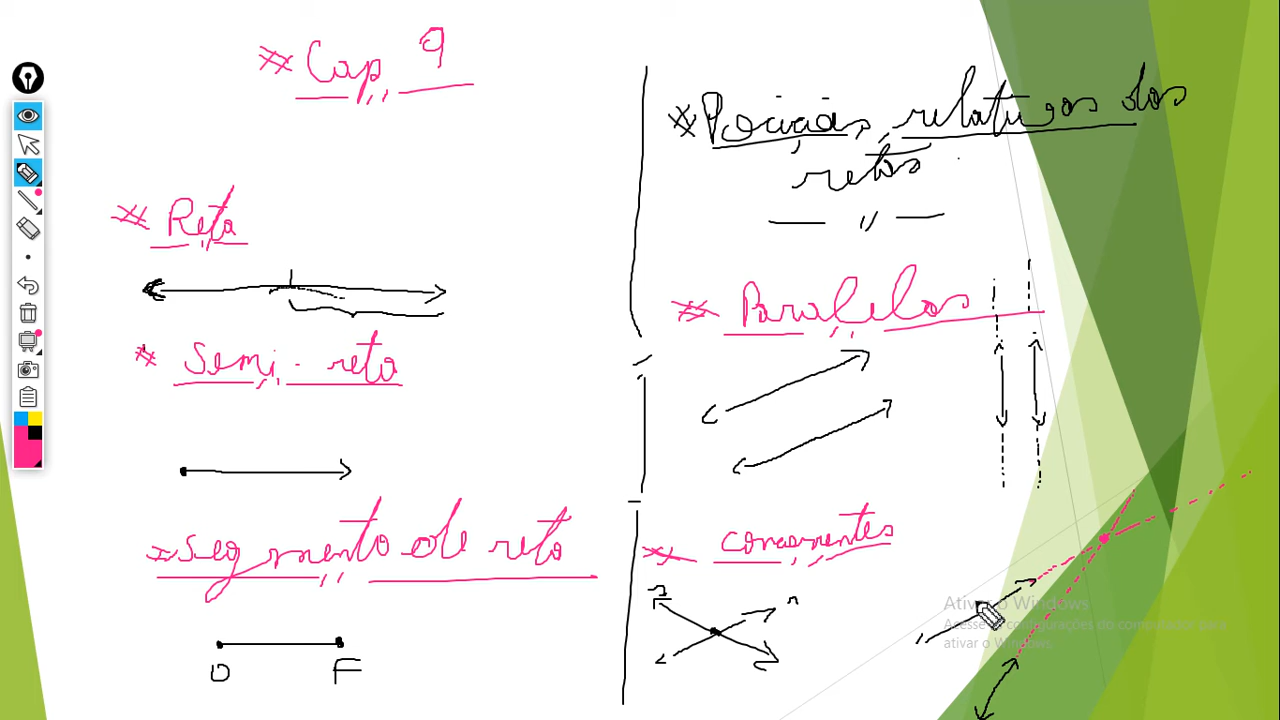 * Cap 9
* Reta
* Semi-reta
* Segmento de reta
O F
* Posições relativas das
retas
* Paralelas
* concorrentes
Ativar o Windows
Acesse as configurações do computador para
ativar o Windows.